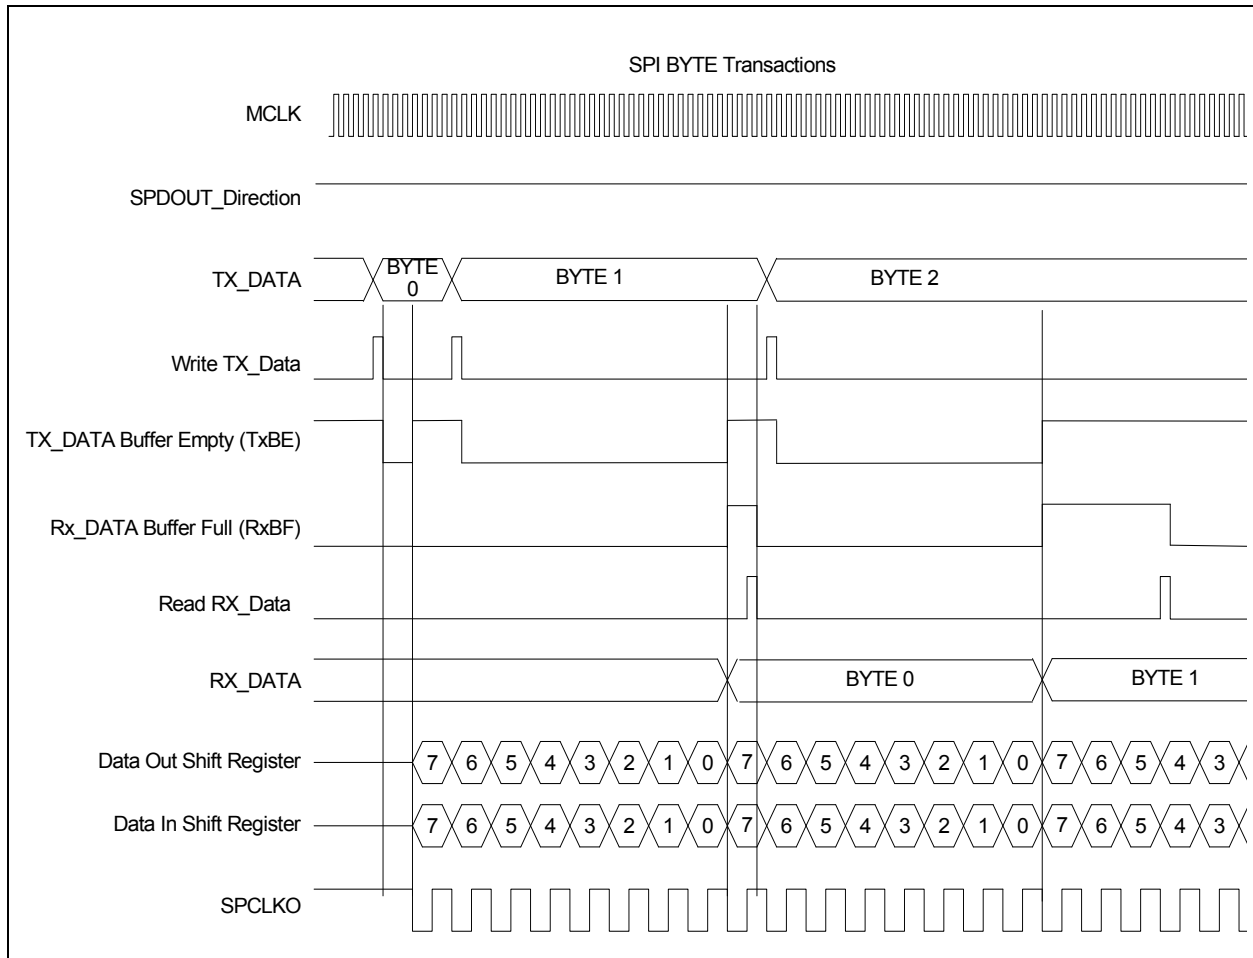 SPI BYTE Transactions
MCLK
SPDOUT_Direction
TX_DATA
BYTE
0
BYTE 1
BYTE 2
Write TX_Data
TX_DATA Buffer Empty (TxBE)
Rx_DATA Buffer Full (RxBF)
Read RX_Data
RX_DATA
BYTE 0
BYTE 1
Data Out Shift Register 7 6 5 4 3 2 1 0 7 6 5 4 3 2 1 0 7 6 5 4 3
Data In Shift Register 7 6 5 4 3 2 1 0 7 6 5 4 3 2 1 0 7 6 5 4 3
SPCLKO